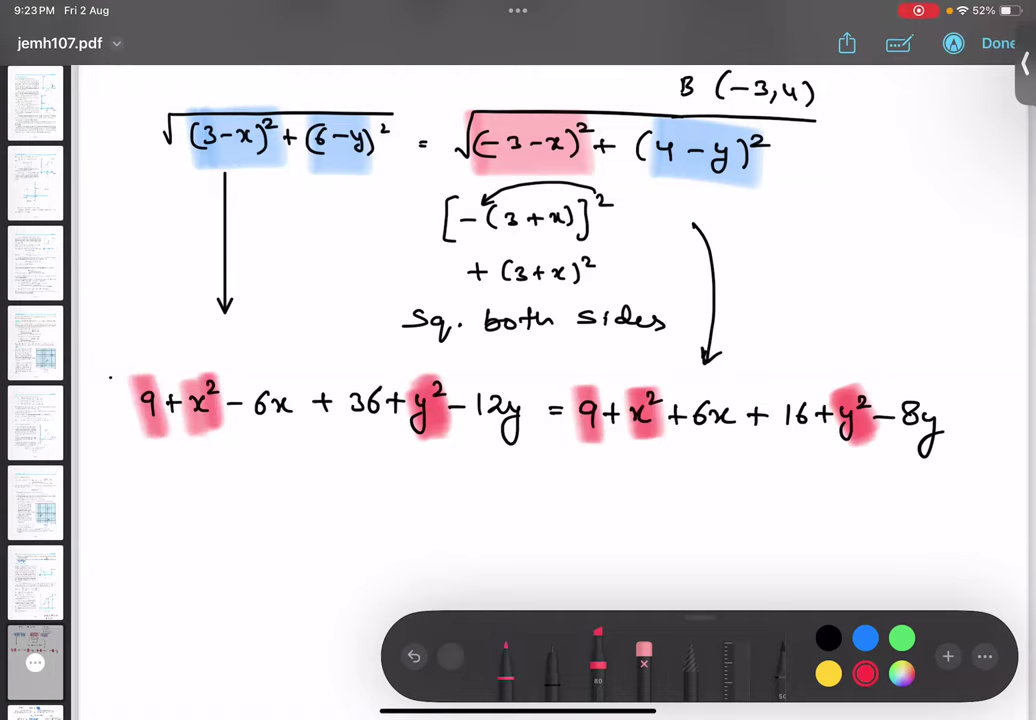 9:23 PM Fri 2 Aug
52%
jemh107.pdf
Done
B (-3,4)
√(3-x)² + (6-y)² = √(-3-x)² + (4-y)²
[-(3+x)]²
+ (3+x)²
Sq. both sides
9+x²-6x + 36+y²-12y = 9+x²+6x + 16+y²-8y
80
50